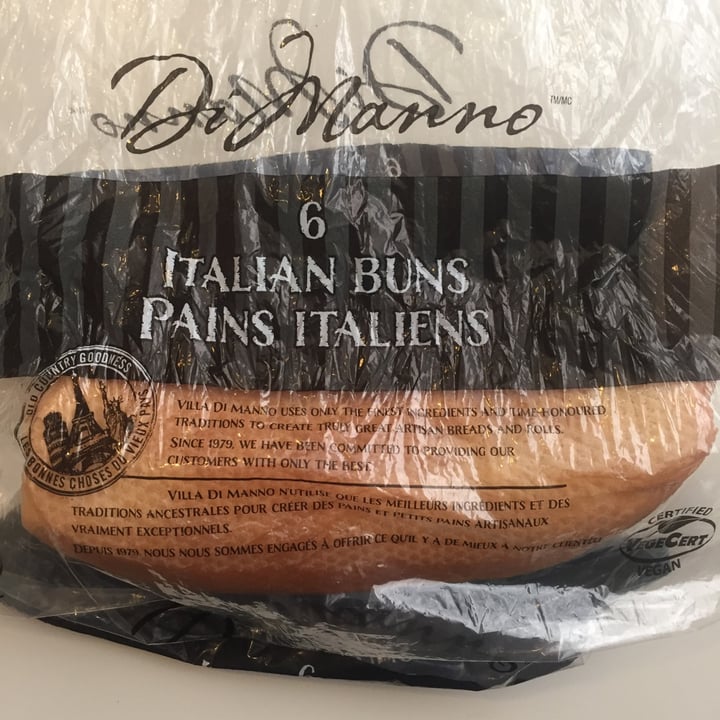 Di Manno TM/MC
6
ITALIAN BUNS
PAINS ITALIENS
OLD COUNTRY GOODNESS
LES BONNES CHOSES DU VIEUX PAYS
VILLA DI MANNO USES ONLY THE FINEST INGREDIENTS AND TIME-HONOURED
TRADITIONS TO CREATE TRULY GREAT ARTISAN BREADS AND ROLLS.
SINCE 1979, WE HAVE BEEN COMMITTED TO PROVIDING OUR
CUSTOMERS WITH ONLY THE BEST.
VILLA DI MANNO N'UTILISE QUE LES MEILLEURS INGRÉDIENTS ET DES
TRADITIONS ANCESTRALES POUR CRÉER DES PAINS ET PETITS PAINS ARTISANAUX
VRAIMENT EXCEPTIONNELS.
DEPUIS 1979, NOUS NOUS SOMMES ENGAGÉS À OFFRIR CE QU'IL Y A DE MIEUX À NOTRE CLIENTÈLE
CERTIFIED
VEGECERT
VEGAN
6